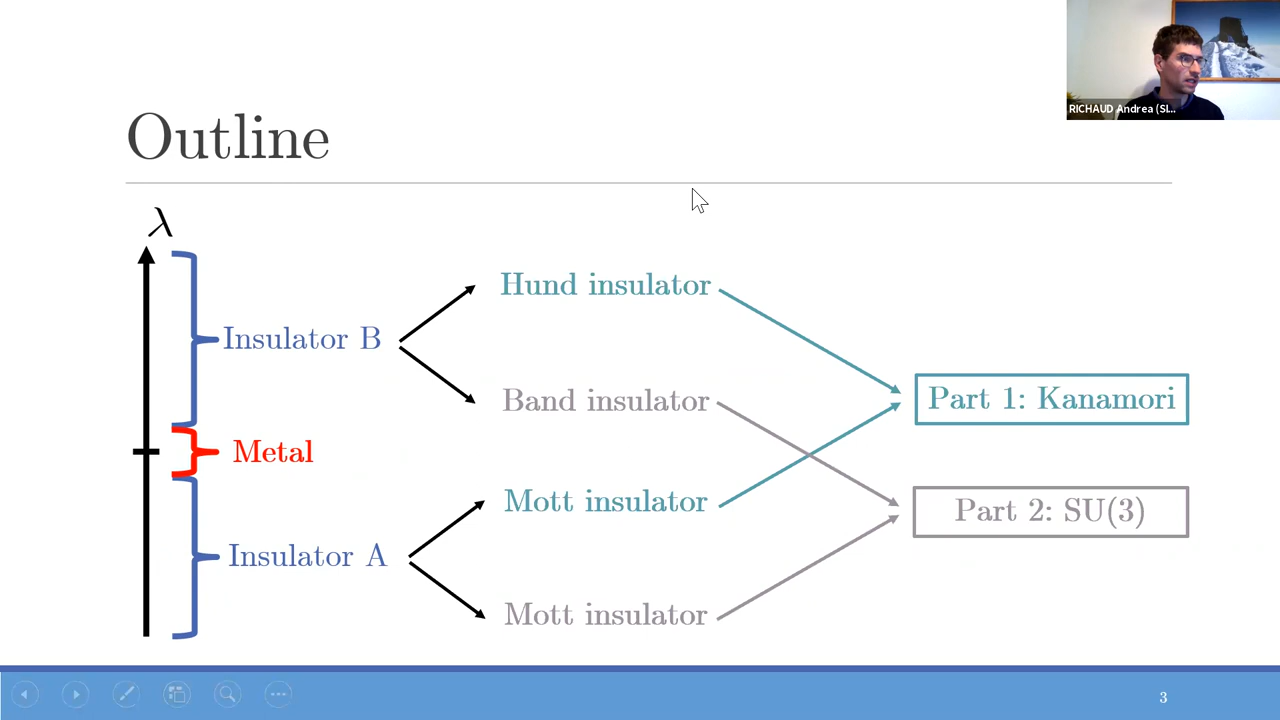 RICHAUD Andrea (SI...
Outline
λ
Hund insulator
Insulator B
Band insulator
Part 1: Kanamori
Metal
Mott insulator
Part 2: SU(3)
Insulator A
Mott insulator
3